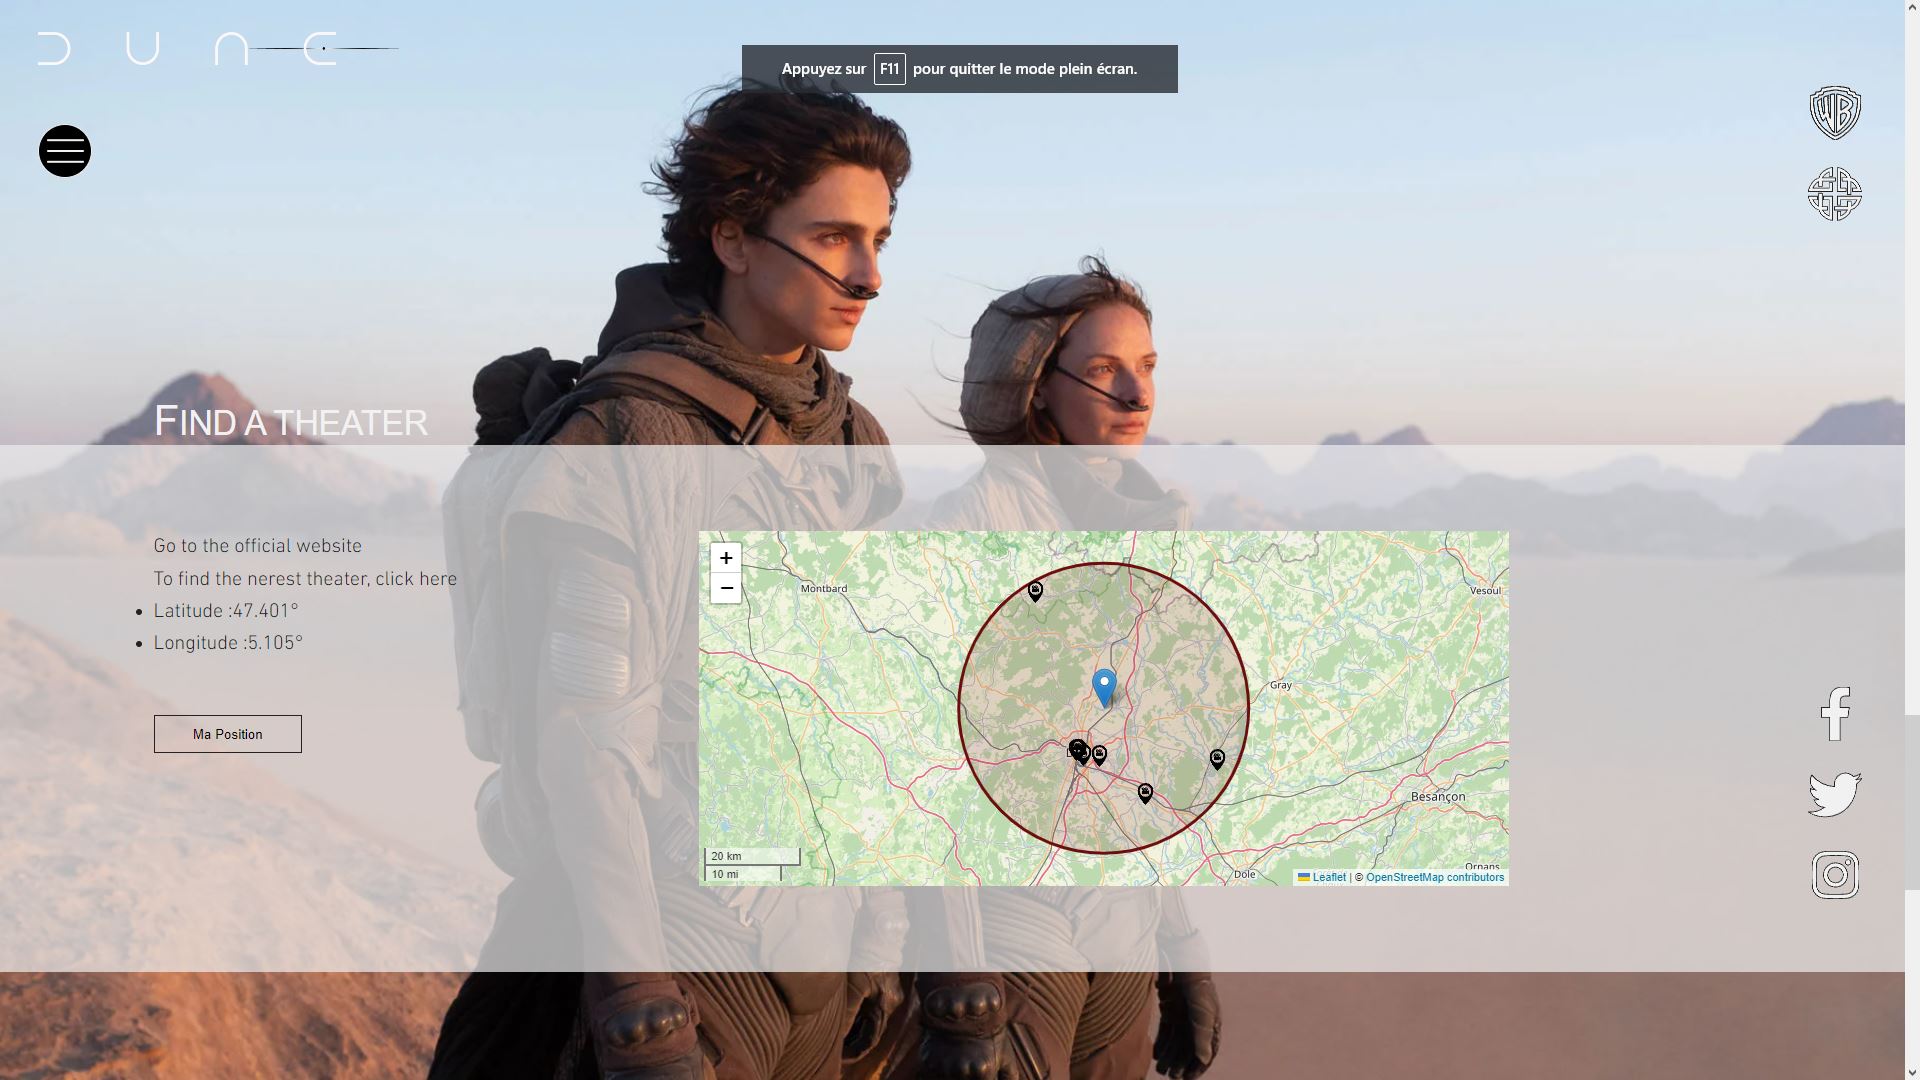 DUNE
Appuyez sur F11 pour quitter le mode plein écran.
WB
FIND A THEATER
Go to the official website
To find the nerest theater, click here
Latitude :47.401°
Longitude :5.105°
Ma Position
+
−
Montbard
Vesoul
Gray
Besançon
Ornans
Dole
20 km
10 mi
Leaflet | © OpenStreetMap contributors